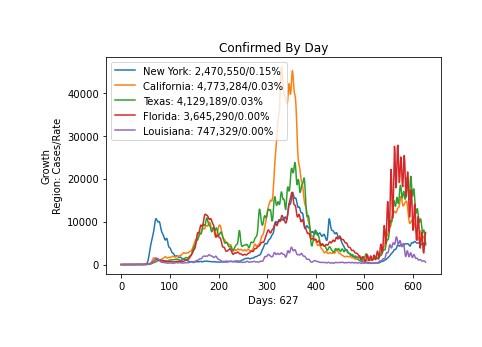 Confirmed By Day
New York: 2,470,550/0.15%
California: 4,773,284/0.03%
Texas: 4,129,189/0.03%
Florida: 3,645,290/0.00%
Louisiana: 747,329/0.00%
Growth
Region: Cases/Rate
40000
30000
20000
10000
0
0 100 200 300 400 500 600
Days: 627